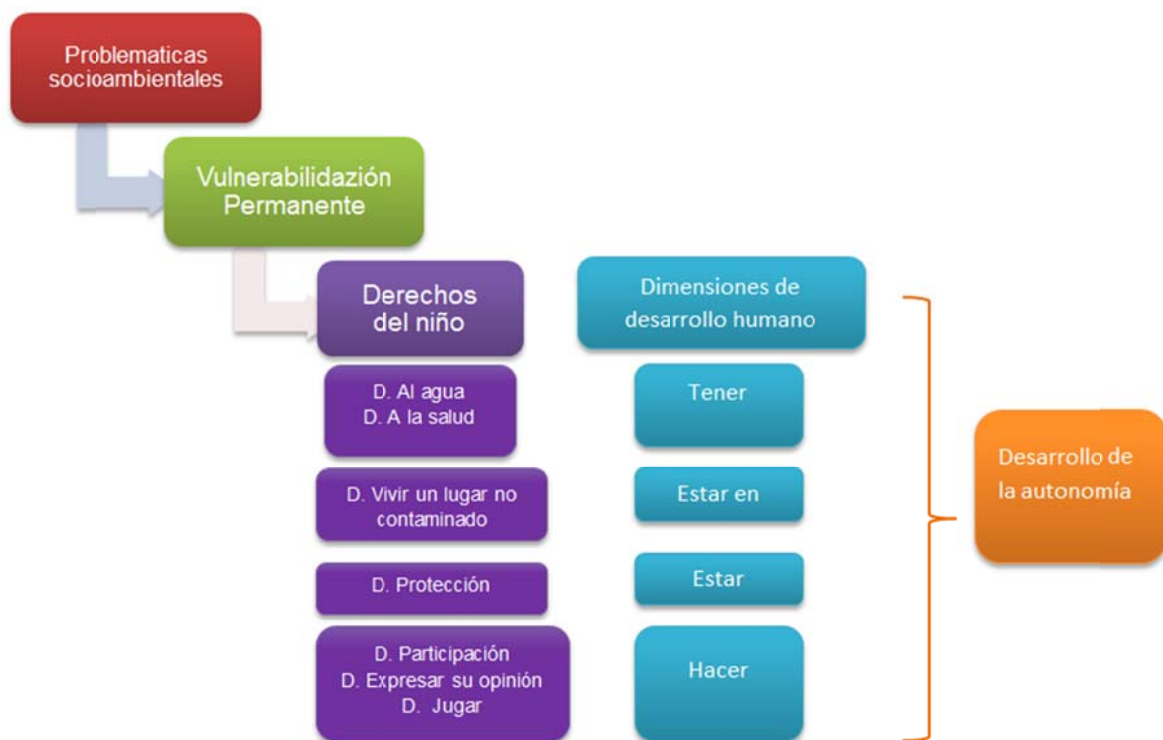 Problematicas
socioambientales
Vulnerabilidazión
Permanente
Derechos
del niño
Dimensiones de
desarrollo humano
D. Al agua
D. A la salud
Tener
D. Vivir un lugar no
contaminado
Estar en
D. Protección
Estar
D. Participación
D. Expresar su opinión
D. Jugar
Hacer
Desarrollo de
la autonomía